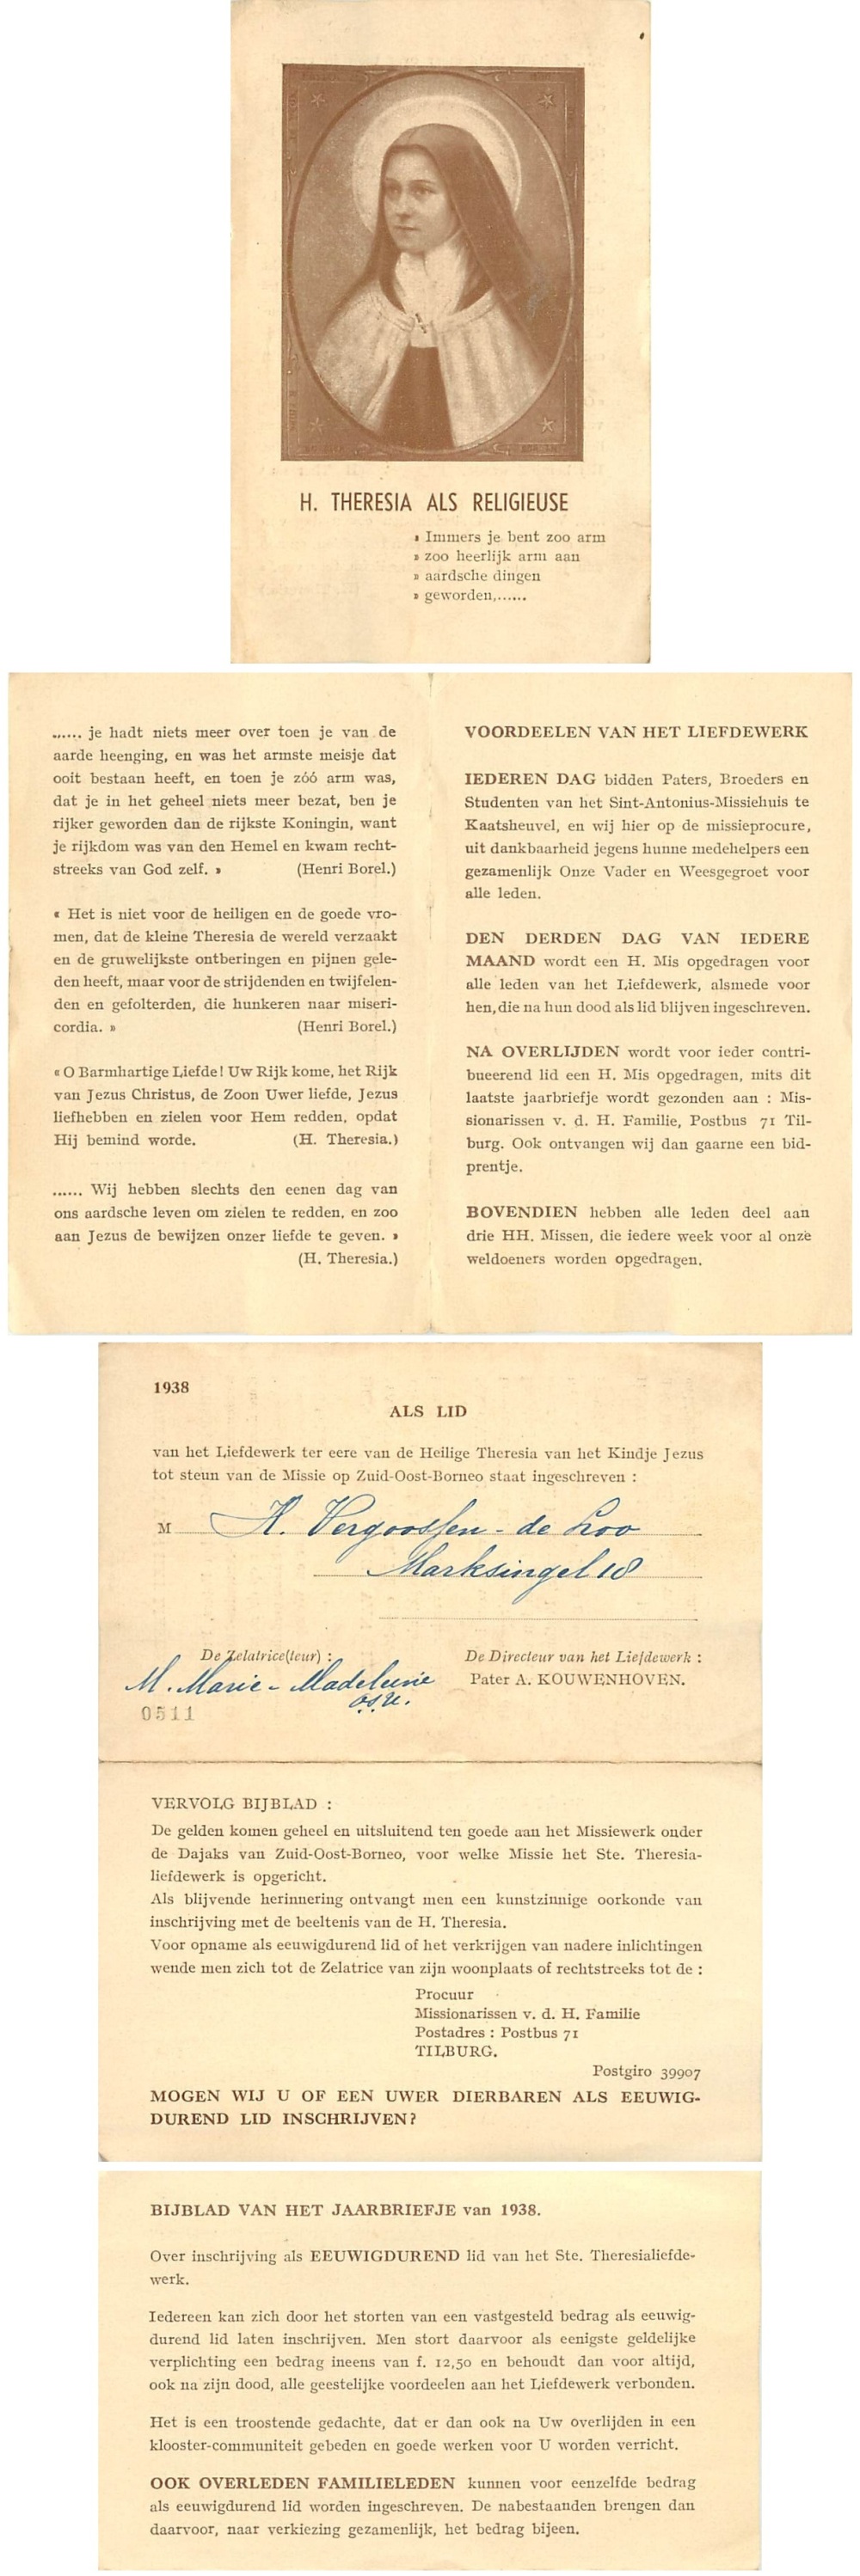 H. THERESIA ALS RELIGIEUSE
» Immers je bent zoo arm
» zoo heerlijk arm aan
» aardsche dingen
» geworden,......
...... je hadt niets meer over toen je van de
aarde heenging, en was het armste meisje dat
ooit bestaan heeft, en toen je zóó arm was,
dat je in het geheel niets meer bezat, ben je
rijker geworden dan de rijkste Koningin, want
je rijkdom was van den Hemel en kwam recht-
streeks van God zelf. » (Henri Borel.)
« Het is niet voor de heiligen en de goede vro-
men, dat de kleine Theresia de wereld verzaakt
en de gruwelijkste ontberingen en pijnen gele-
den heeft, maar voor de strijdenden en twijfelen-
den en gefolterden, die hunkeren naar miseri-
cordia. » (Henri Borel.)
« O Barmhartige Liefde! Uw Rijk kome, het Rijk
van Jezus Christus, de Zoon Uwer liefde, Jezus
liefhebben en zielen voor Hem redden, opdat
Hij bemind worde. (H. Theresia.)
...... Wij hebben slechts den eenen dag van
ons aardsche leven om zielen te redden, en zoo
aan Jezus de bewijzen onzer liefde te geven. »
(H. Theresia.)
VOORDEELEN VAN HET LIEFDEWERK
IEDEREN DAG bidden Paters, Broeders en
Studenten van het Sint-Antonius-Missiehuis te
Kaatsheuvel, en wij hier op de missieprocure,
uit dankbaarheid jegens hunne medehelpers een
gezamenlijk Onze Vader en Weesgegroet voor
alle leden.
DEN DERDEN DAG VAN IEDERE
MAAND wordt een H. Mis opgedragen voor
alle leden van het Liefdewerk, alsmede voor
hen, die na hun dood als lid blijven ingeschreven.
NA OVERLIJDEN wordt voor ieder contri-
bueerend lid een H. Mis opgedragen, mits dit
laatste jaarbriefje wordt gezonden aan : Mis-
sionarissen v. d. H. Familie, Postbus 71 Til-
burg. Ook ontvangen wij dan gaarne een bid-
prentje.
BOVENDIEN hebben alle leden deel aan
drie HH. Missen, die iedere week voor al onze
weldoeners worden opgedragen.
1938
ALS LID
van het Liefdewerk ter eere van de Heilige Theresia van het Kindje Jezus
tot steun van de Missie op Zuid-Oost-Borneo staat ingeschreven :
M H. Vergoossen - de Loo
Marksingel 18
De Zelatrice(teur) :
M. Marie - Madeleine
o.s.u.
0511
De Directeur van het Liefdewerk :
Pater A. KOUWENHOVEN.
VERVOLG BIJBLAD :
De gelden komen geheel en uitsluitend ten goede aan het Missiewerk onder
de Dajaks van Zuid-Oost-Borneo, voor welke Missie het Ste. Theresia-
liefdewerk is opgericht.
Als blijvende herinnering ontvangt men een kunstzinnige oorkonde van
inschrijving met de beeltenis van de H. Theresia.
Voor opname als eeuwigdurend lid of het verkrijgen van nadere inlichtingen
wende men zich tot de Zelatrice van zijn woonplaats of rechtstreeks tot de :
Procuur
Missionarissen v. d. H. Familie
Postadres : Postbus 71
TILBURG.
Postgiro 39907
MOGEN WIJ U OF EEN UWER DIERBAREN ALS EEUWIG-
DUREND LID INSCHRIJVEN?
BIJBLAD VAN HET JAARBRIEFJE van 1938.
Over inschrijving als EEUWIGDUREND lid van het Ste. Theresialiefde-
werk.
Iedereen kan zich door het storten van een vastgesteld bedrag als eeuwig-
durend lid laten inschrijven. Men stort daarvoor als eenigste geldelijke
verplichting een bedrag ineens van f. 12,50 en behoudt dan voor altijd,
ook na zijn dood, alle geestelijke voordeelen aan het Liefdewerk verbonden.
Het is een troostende gedachte, dat er dan ook na Uw overlijden in een
klooster-communiteit gebeden en goede werken voor U worden verricht.
OOK OVERLEDEN FAMILIELEDEN kunnen voor eenzelfde bedrag
als eeuwigdurend lid worden ingeschreven. De nabestaanden brengen dan
daarvoor, naar verkiezing gezamenlijk, het bedrag bijeen.